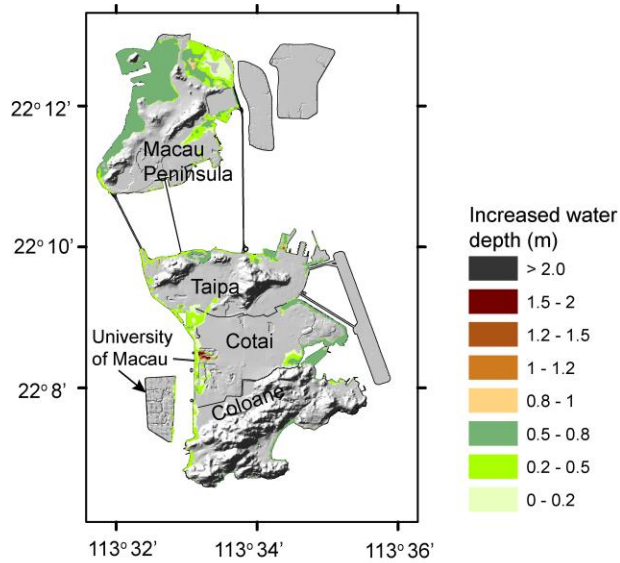 22° 12'
22° 10'
22° 8'
113° 32'
113° 34'
113° 36'
Macau
Peninsula
Taipa
Cotai
University
of Macau
Coloane
Increased water
depth (m)
> 2.0
1.5 - 2
1.2 - 1.5
1 - 1.2
0.8 - 1
0.5 - 0.8
0.2 - 0.5
0 - 0.2